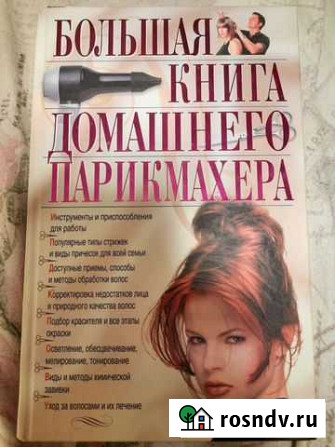 БОЛЬШАЯ
КНИГА
ДОМАШНЕГО
ПАРИКМАХЕРА
Инструменты и приспособления
для работы
Популярные типы стрижек
и виды причесок для всей семьи
Доступные приемы, способы
и методы обработки волос
Корректировка недостатков лица
и природного качества волос
Подбор красителя и все этапы
окраски
Осветление, обесцвечивание,
мелирование, тонирование
Виды и методы химической
завивки
Уход за волосами и их лечение
rosndv.ru